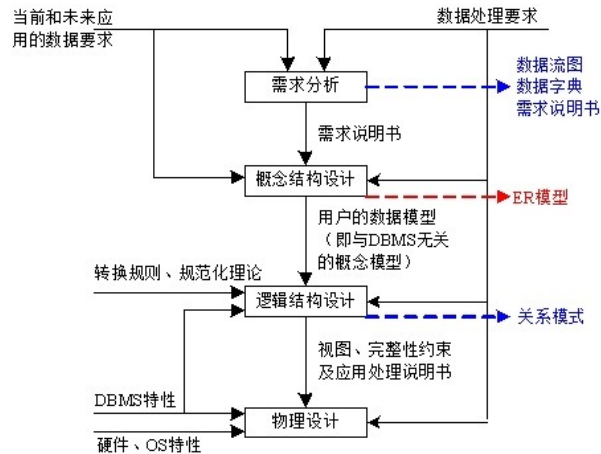 当前和未来应
用的数据要求
数据处理要求
需求分析
数据流图
数据字典
需求说明书
需求说明书
概念结构设计
ER模型
用户的数据模型
（即与DBMS无关
的概念模型）
转换规则、规范化理论
逻辑结构设计
关系模式
视图、完整性约束
及应用处理说明书
DBMS特性
物理设计
硬件、OS特性